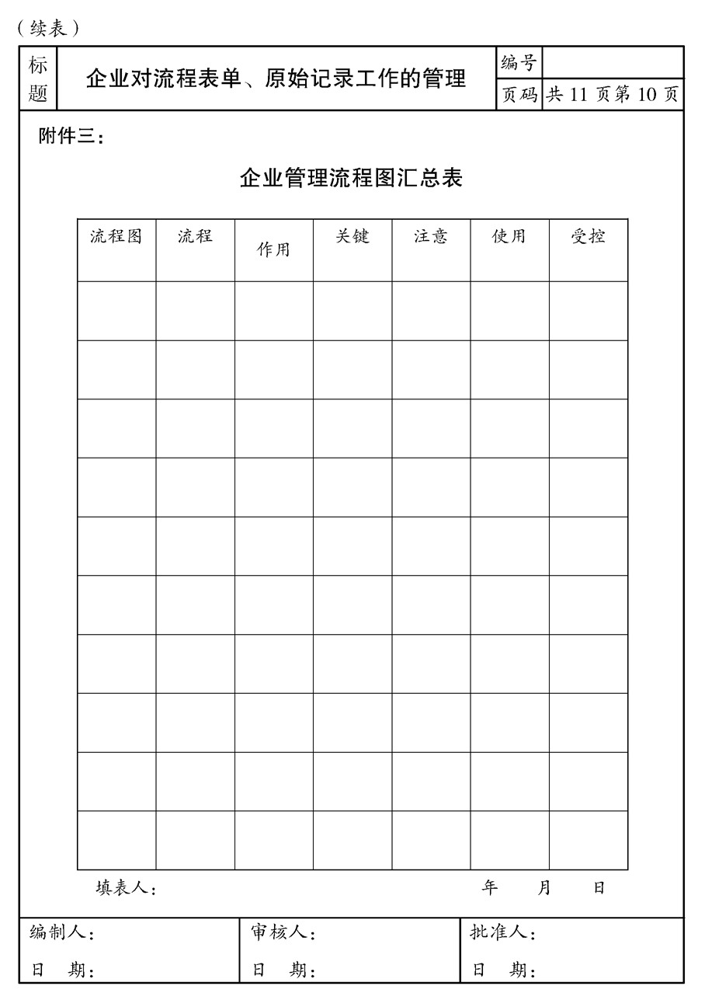 （续表）
标题
企业对流程表单、原始记录工作的管理
编号
页码
共 11 页第 10 页
附件三：
企业管理流程图汇总表
流程图 流程 作用 关键 注意 使用 受控
填表人： 年 月 日
编制人： 审核人： 批准人：
日 期： 日 期： 日 期：